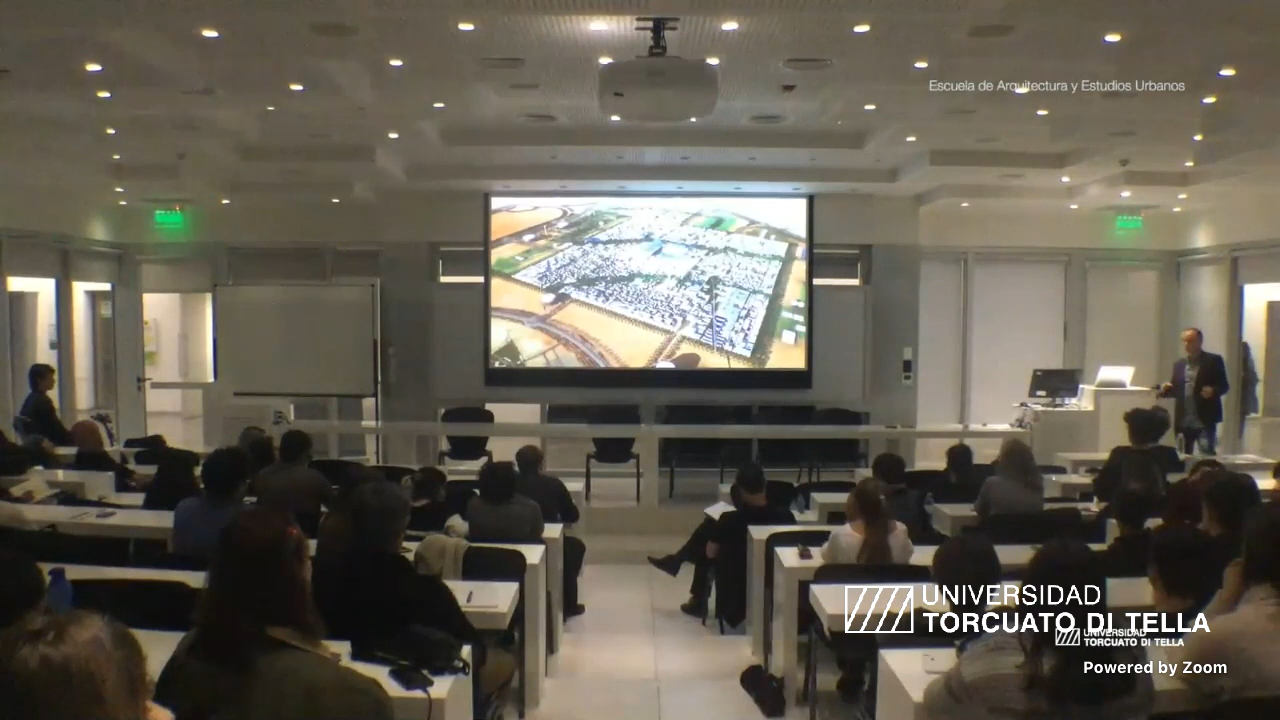 Escuela de Arquitectura y Estudios Urbanos
UNIVERSIDAD
TORCUATO DI TELLA
UNIVERSIDAD
TORCUATO DI TELLA
Powered by Zoom